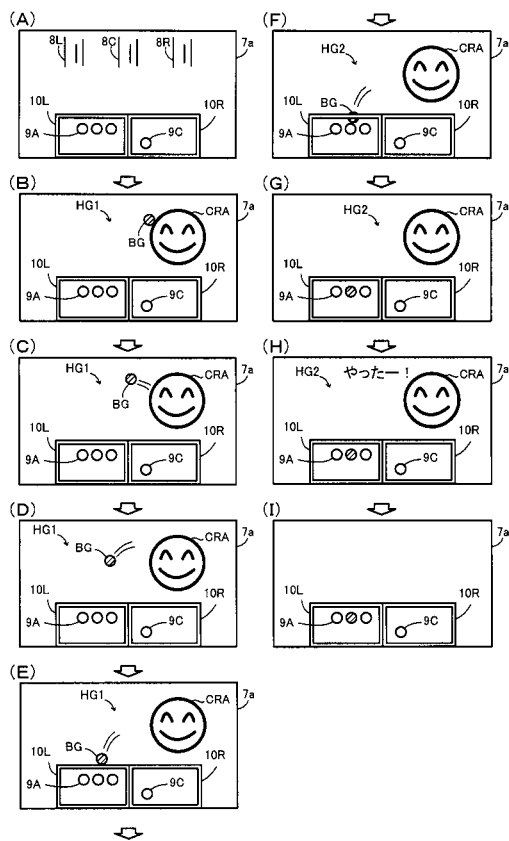 (A)
8L 8C 8R 7a
10L 10R
9A 9C
(B)
HG1 CRA 7a
BG
10L 10R
9A 9C
(C)
HG1 CRA 7a
BG
10L 10R
9A 9C
(D)
HG1 BG CRA 7a
10L 10R
9A 9C
(E)
HG1 CRA 7a
BG
10L 10R
9A 9C
(F)
HG2 CRA 7a
BG
10L 10R
9A 9C
(G)
HG2 CRA 7a
10L 10R
9A 9C
(H)
やったー！
HG2 CRA 7a
10L 10R
9A 9C
(I)
7a
10L 10R
9A 9C